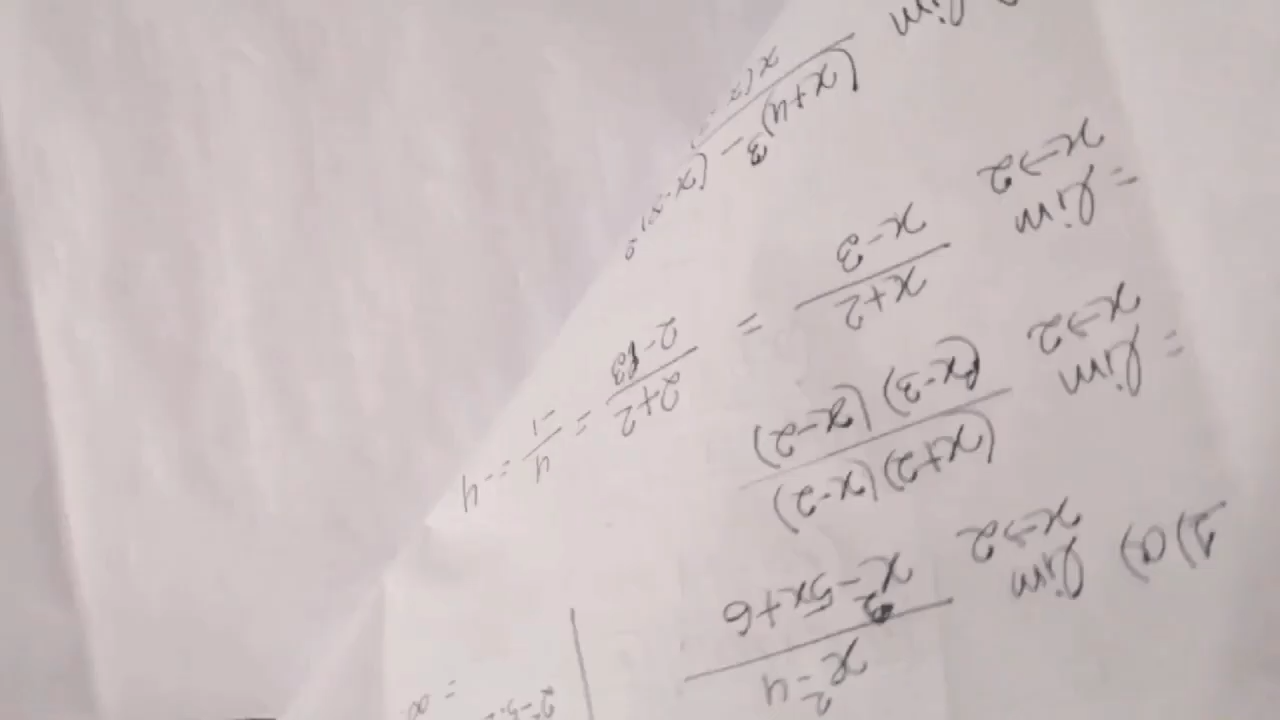 1) a) lim x→2 x²-4 / x²-5x+6
= lim x→2 (x+2)(x-2) / (x-3)(x-2)
= lim x→2 x+2 / x-3 = 2+2 / 2-3 = 4 / -1 = -4
lim (x+4)³ - (x
= ∞